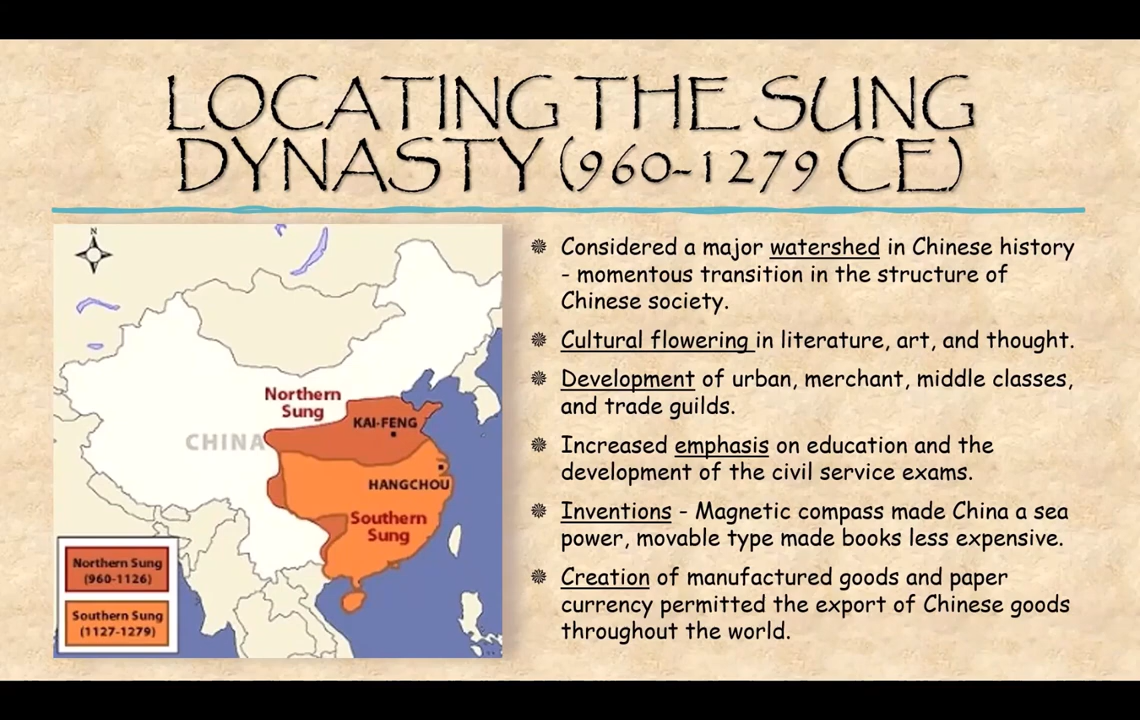 LOCATING THE SUNG
DYNASTY (960-1279 CE)
N
Northern
Sung
KAI-FENG
CHINA
HANGCHOU
Southern
Sung
Northern Sung
(960-1126)
Southern Sung
(1127-1279)
Considered a major watershed in Chinese history
- momentous transition in the structure of
Chinese society.
Cultural flowering in literature, art, and thought.
Development of urban, merchant, middle classes,
and trade guilds.
Increased emphasis on education and the
development of the civil service exams.
Inventions - Magnetic compass made China a sea
power, movable type made books less expensive.
Creation of manufactured goods and paper
currency permitted the export of Chinese goods
throughout the world.